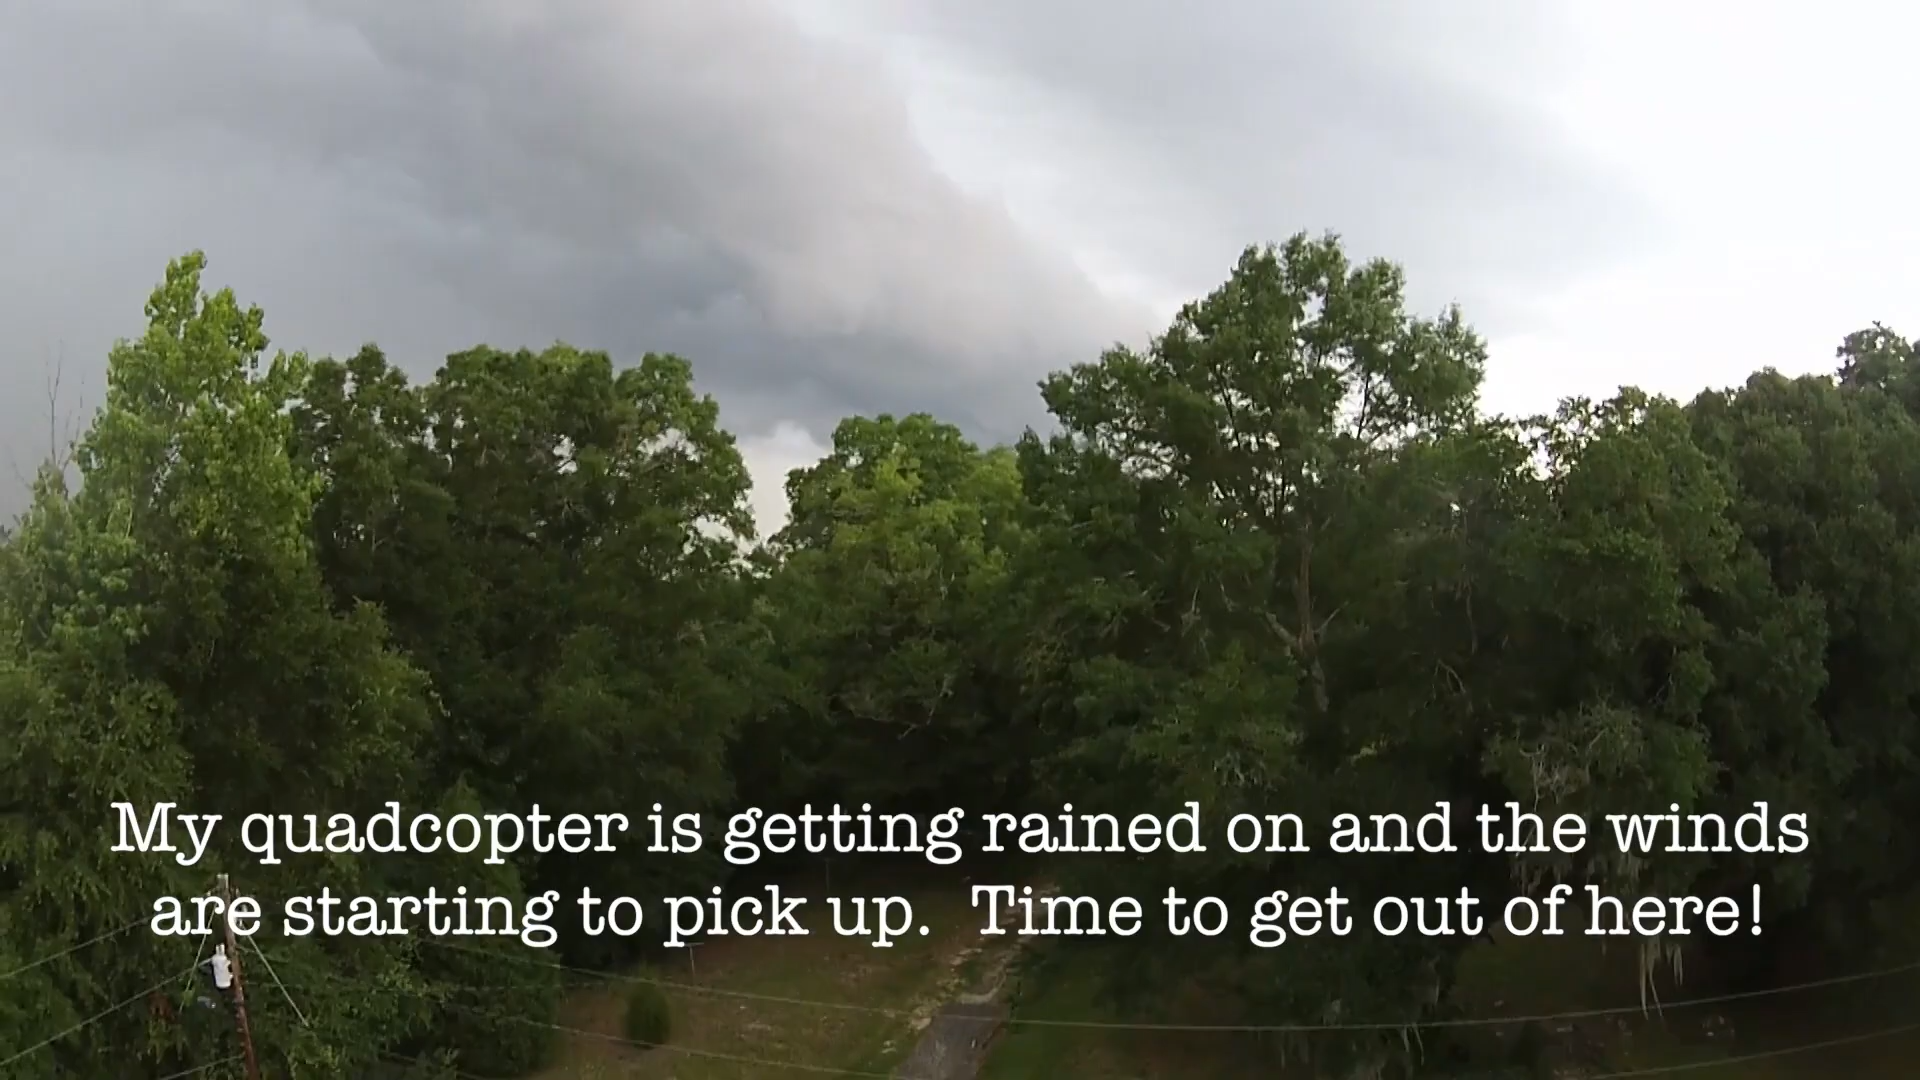 My quadcopter is getting rained on and the winds
are starting to pick up.  Time to get out of here!